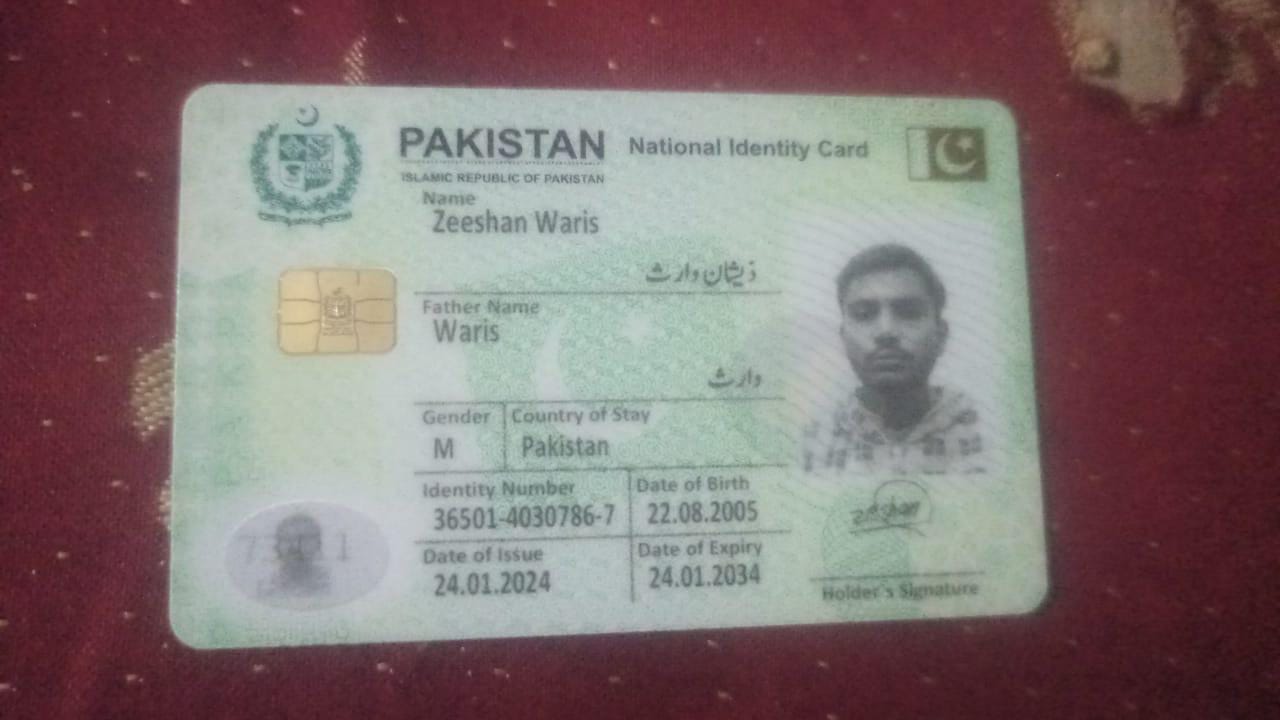 PAKISTAN National Identity Card
ISLAMIC REPUBLIC OF PAKISTAN
Name
Zeeshan Waris
ذیشان وارث
Father Name
Waris
وارث
Gender Country of Stay
M Pakistan
Identity Number Date of Birth
36501-4030786-7 22.08.2005
Date of Issue Date of Expiry
24.01.2024 24.01.2034
Holder's Signature